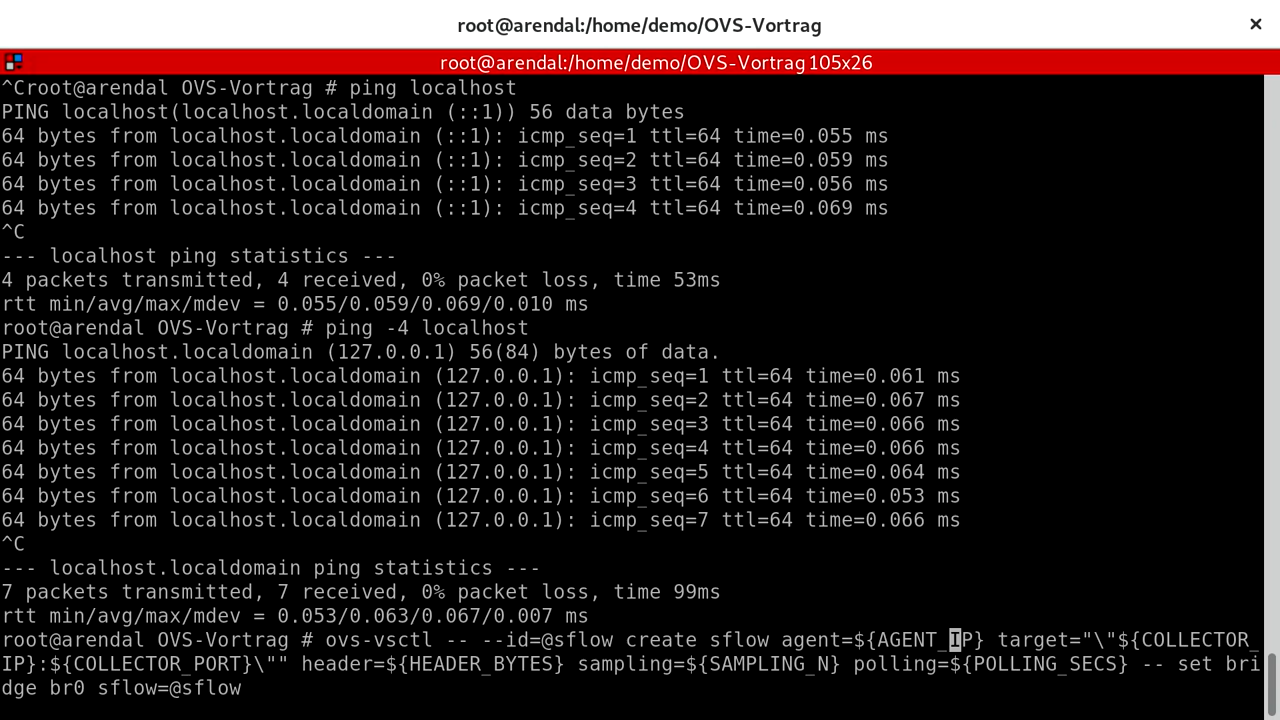 root@arendal:/home/demo/OVS-Vortrag
root@arendal:/home/demo/OVS-Vortrag 105x26
^Croot@arendal OVS-Vortrag # ping localhost
PING localhost(localhost.localdomain (::1)) 56 data bytes
64 bytes from localhost.localdomain (::1): icmp_seq=1 ttl=64 time=0.055 ms
64 bytes from localhost.localdomain (::1): icmp_seq=2 ttl=64 time=0.059 ms
64 bytes from localhost.localdomain (::1): icmp_seq=3 ttl=64 time=0.056 ms
64 bytes from localhost.localdomain (::1): icmp_seq=4 ttl=64 time=0.069 ms
^C
--- localhost ping statistics ---
4 packets transmitted, 4 received, 0% packet loss, time 53ms
rtt min/avg/max/mdev = 0.055/0.059/0.069/0.010 ms
root@arendal OVS-Vortrag # ping -4 localhost
PING localhost.localdomain (127.0.0.1) 56(84) bytes of data.
64 bytes from localhost.localdomain (127.0.0.1): icmp_seq=1 ttl=64 time=0.061 ms
64 bytes from localhost.localdomain (127.0.0.1): icmp_seq=2 ttl=64 time=0.067 ms
64 bytes from localhost.localdomain (127.0.0.1): icmp_seq=3 ttl=64 time=0.066 ms
64 bytes from localhost.localdomain (127.0.0.1): icmp_seq=4 ttl=64 time=0.066 ms
64 bytes from localhost.localdomain (127.0.0.1): icmp_seq=5 ttl=64 time=0.064 ms
64 bytes from localhost.localdomain (127.0.0.1): icmp_seq=6 ttl=64 time=0.053 ms
64 bytes from localhost.localdomain (127.0.0.1): icmp_seq=7 ttl=64 time=0.066 ms
^C
--- localhost.localdomain ping statistics ---
7 packets transmitted, 7 received, 0% packet loss, time 99ms
rtt min/avg/max/mdev = 0.053/0.063/0.067/0.007 ms
root@arendal OVS-Vortrag # ovs-vsctl -- --id=@sflow create sflow agent=${AGENT_IP} target="\"${COLLECTOR_
IP}:${COLLECTOR_PORT}\"" header=${HEADER_BYTES} sampling=${SAMPLING_N} polling=${POLLING_SECS} -- set bri
dge br0 sflow=@sflow